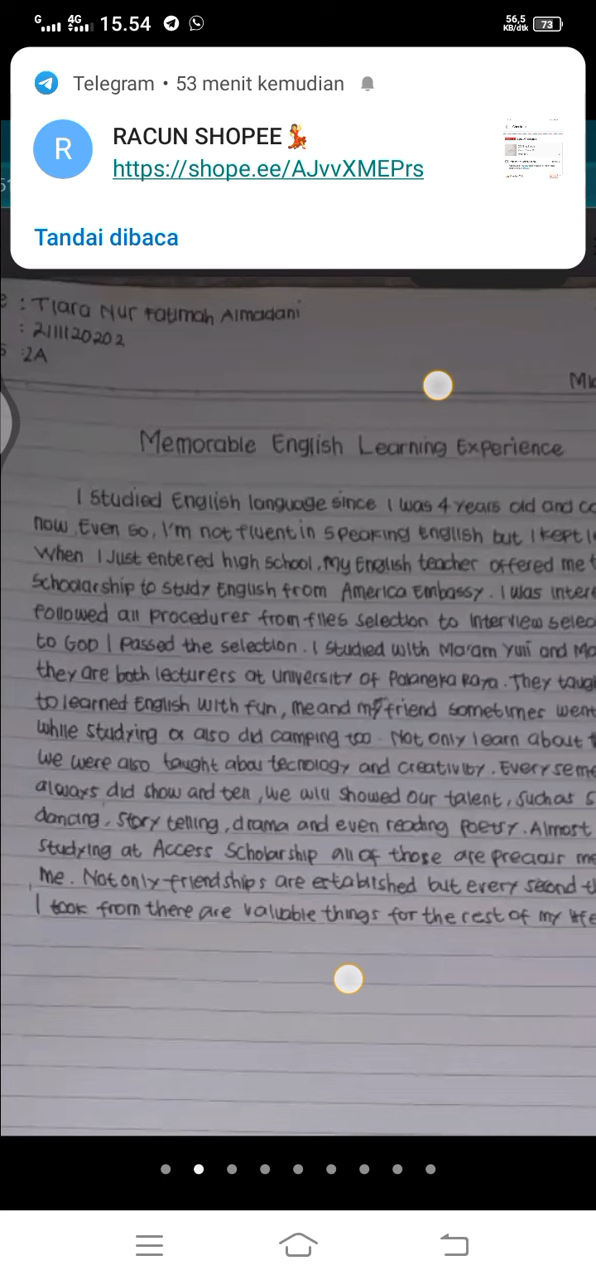 G 4G 15.54 56,5 KB/dtk 73
Telegram • 53 menit kemudian
R
RACUN SHOPEE💃
https://shope.ee/AJvvXMEPrs
Tandai dibaca
: Tiara Nur Fatimah Almadani
: 2111120202
: 2A
Memorable English Learning Experience
I studied English language since I was 4 years old and
now. Even so, I'm not fluent in speaking English but I kept
When I Just entered high school, My English teacher offered me
Schoolarship to study English from America Embassy. I was
followed all procedures from files selection to interview
to GOD I passed the selection. I studied with Ma'am Yuli and
they are both lecturers at university of Palangka Raya. They
to learned English with fun, me and my friend sometimes went
while studying or also did camping too. Not only learn about
we were also taught about tecnology and creativity. Every
always did show and tell, we will showed our talent, such as
dancing, story telling, drama and even reading poetry. Almost
studying at Access Scholarship all of those are precious
me. Not only friendships are established but every second
I took from there are valuable things for the rest of my life